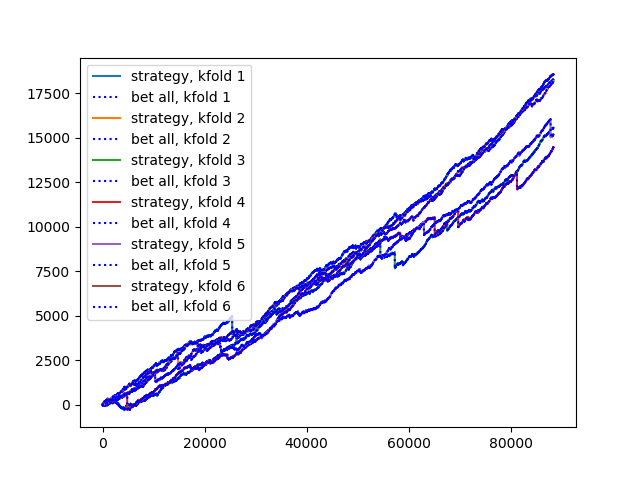 strategy, kfold 1
bet all, kfold 1
strategy, kfold 2
bet all, kfold 2
strategy, kfold 3
bet all, kfold 3
strategy, kfold 4
bet all, kfold 4
strategy, kfold 5
bet all, kfold 5
strategy, kfold 6
bet all, kfold 6
17500
15000
12500
10000
7500
5000
2500
0
0 20000 40000 60000 80000